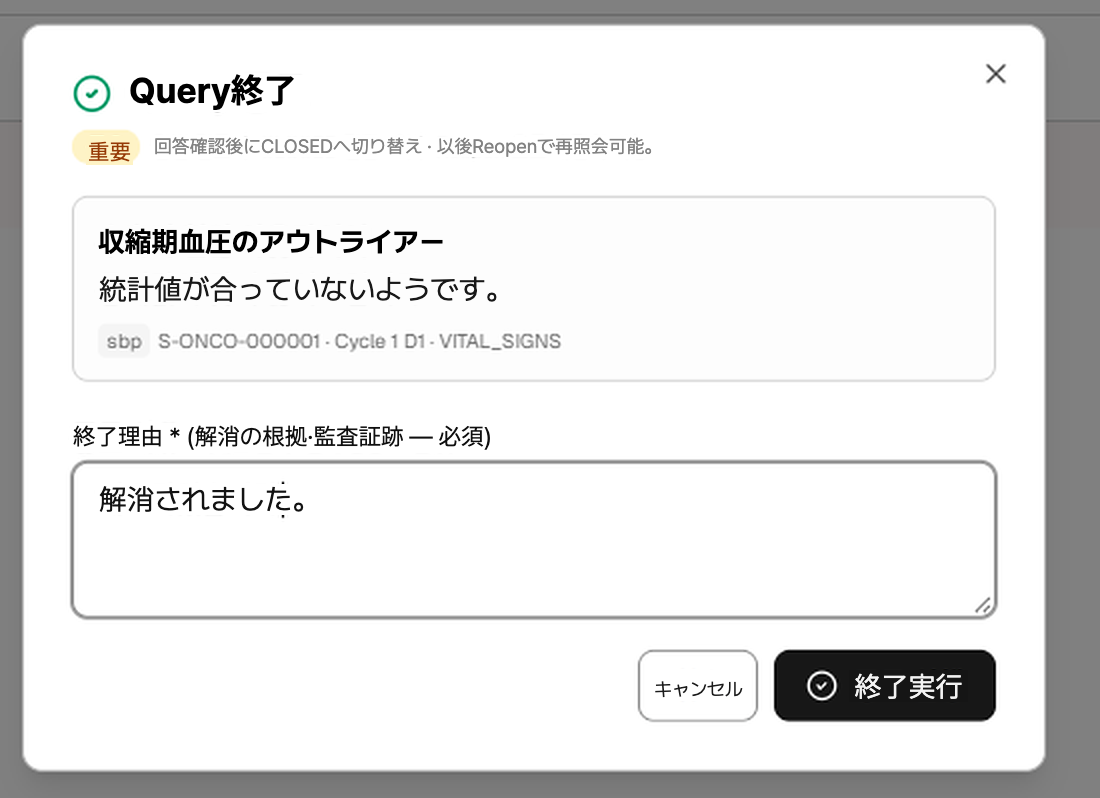 Query終了
重要 回答確認後にCLOSEDへ切り替え · 以後Reopenで再照会可能。
収縮期血圧のアウトライアー
統計値が合っていないようです。
sbp S-ONCO-000001 · Cycle 1 D1 · VITAL_SIGNS
終了理由 * (解消の根拠·監査証跡 — 必須)
解消されました。
キャンセル 終了実行